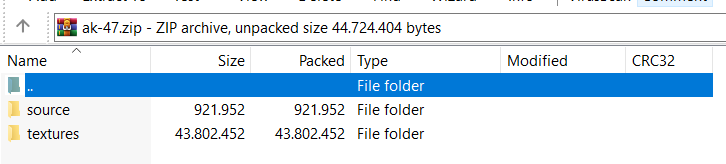 ak-47.zip - ZIP archive, unpacked size 44.724.404 bytes
Name Size Packed Type Modified CRC32
.. File folder
source 921.952 921.952 File folder
textures 43.802.452 43.802.452 File folder